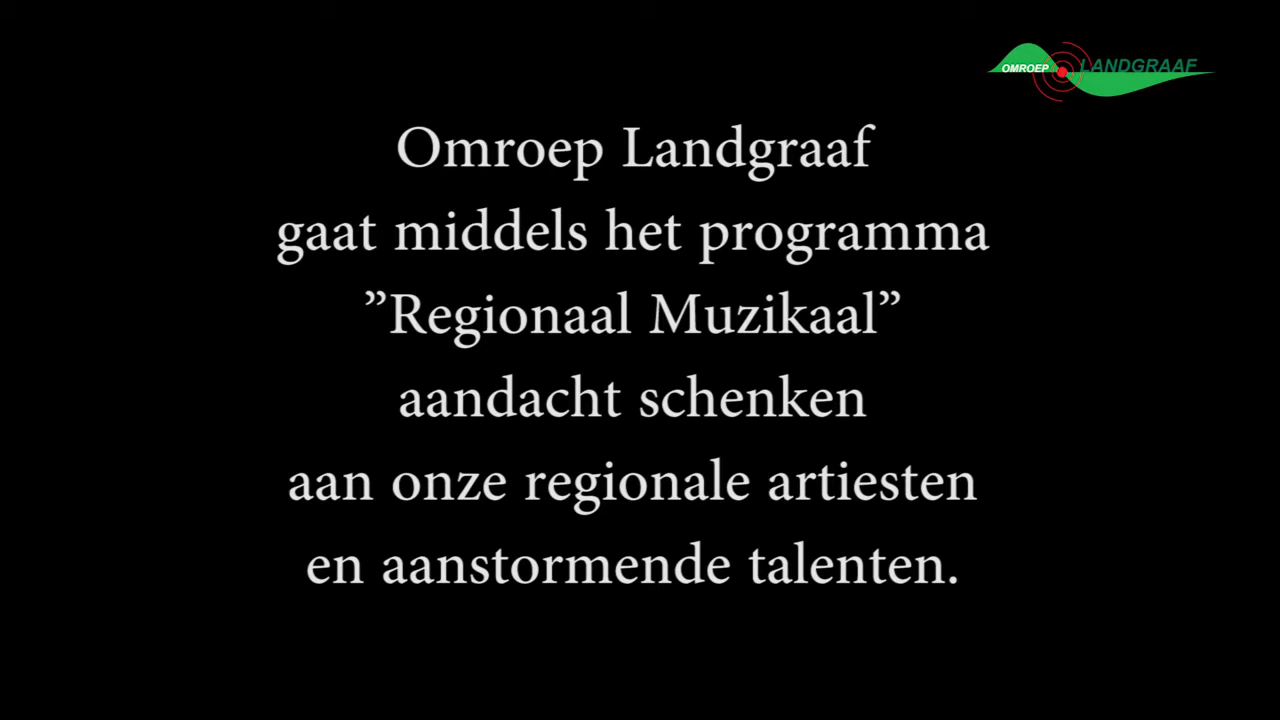 OMROEP LANDGRAAF
Omroep Landgraaf
gaat middels het programma
”Regionaal Muzikaal”
aandacht schenken
aan onze regionale artiesten
en aanstormende talenten.